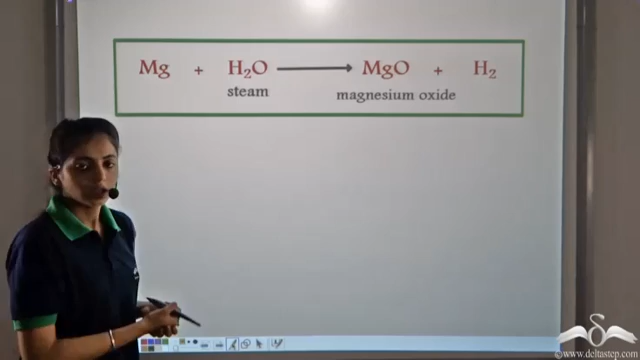 Mg + H₂O ⟶ MgO + H₂
steam magnesium oxide
©www.deltastep.com